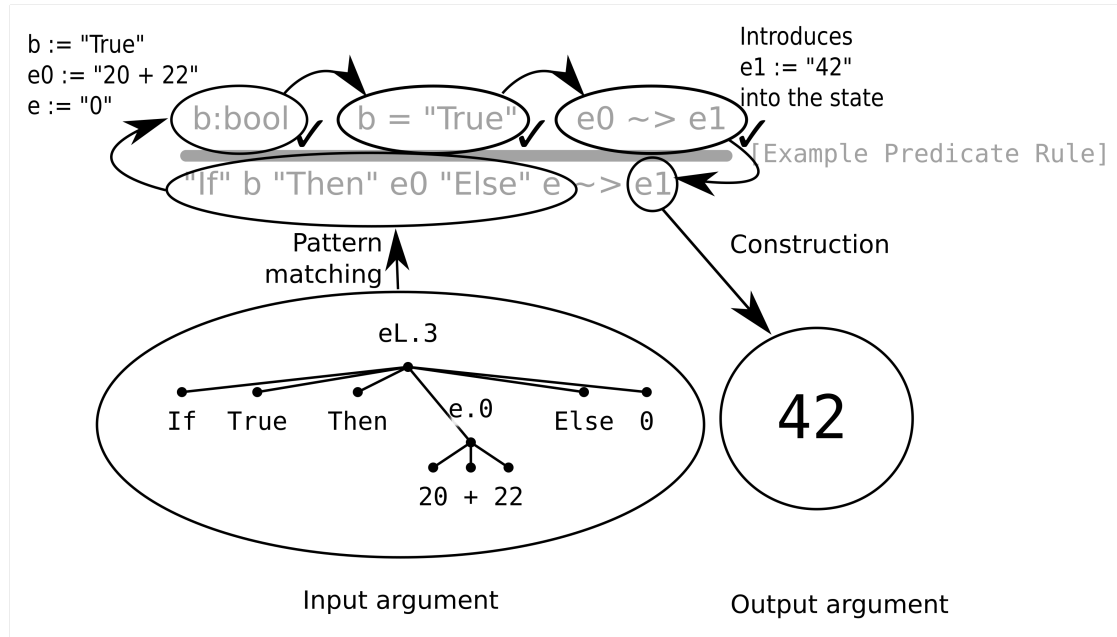 b := "True"
e0 := "20 + 22"
e := "0"
Introduces
e1 := "42"
into the state
b:bool
b = "True"
e0 ~> e1
[Example Predicate Rule]
"If" b "Then" e0 "Else" e ~> e1
Pattern
matching
Construction
eL.3
If True Then e.0 Else 0
20 + 22
42
Input argument
Output argument